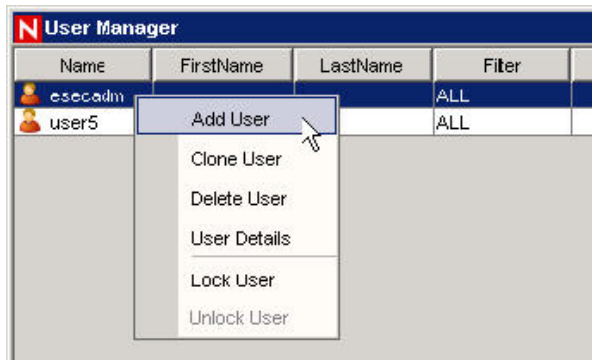 N User Manager
Name FirstName LastName Filter
esecadm ALL
user5 ALL
Add User
Clone User
Delete User
User Details
Lock User
Unlock User